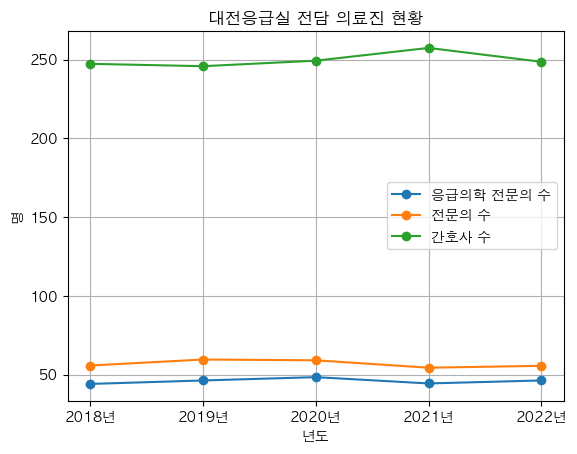 대전응급실 전담 의료진 현황
250
200
150
100
50
명
응급의학 전문의 수
전문의 수
간호사 수
2018년
2019년
2020년
2021년
2022년
년도